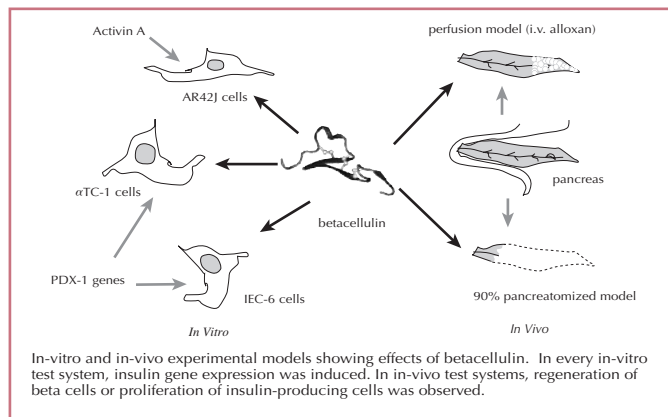 Activin A
perfusion model (i.v. alloxan)
AR42J cells
αTC-1 cells
pancreas
betacellulin
PDX-1 genes
IEC-6 cells
90% pancreatomized model
In Vitro
In Vivo
In-vitro and in-vivo experimental models showing effects of betacellulin.  In every in-vitro
test system, insulin gene expression was induced. In in-vivo test systems, regeneration of
beta cells or proliferation of insulin-producing cells was observed.